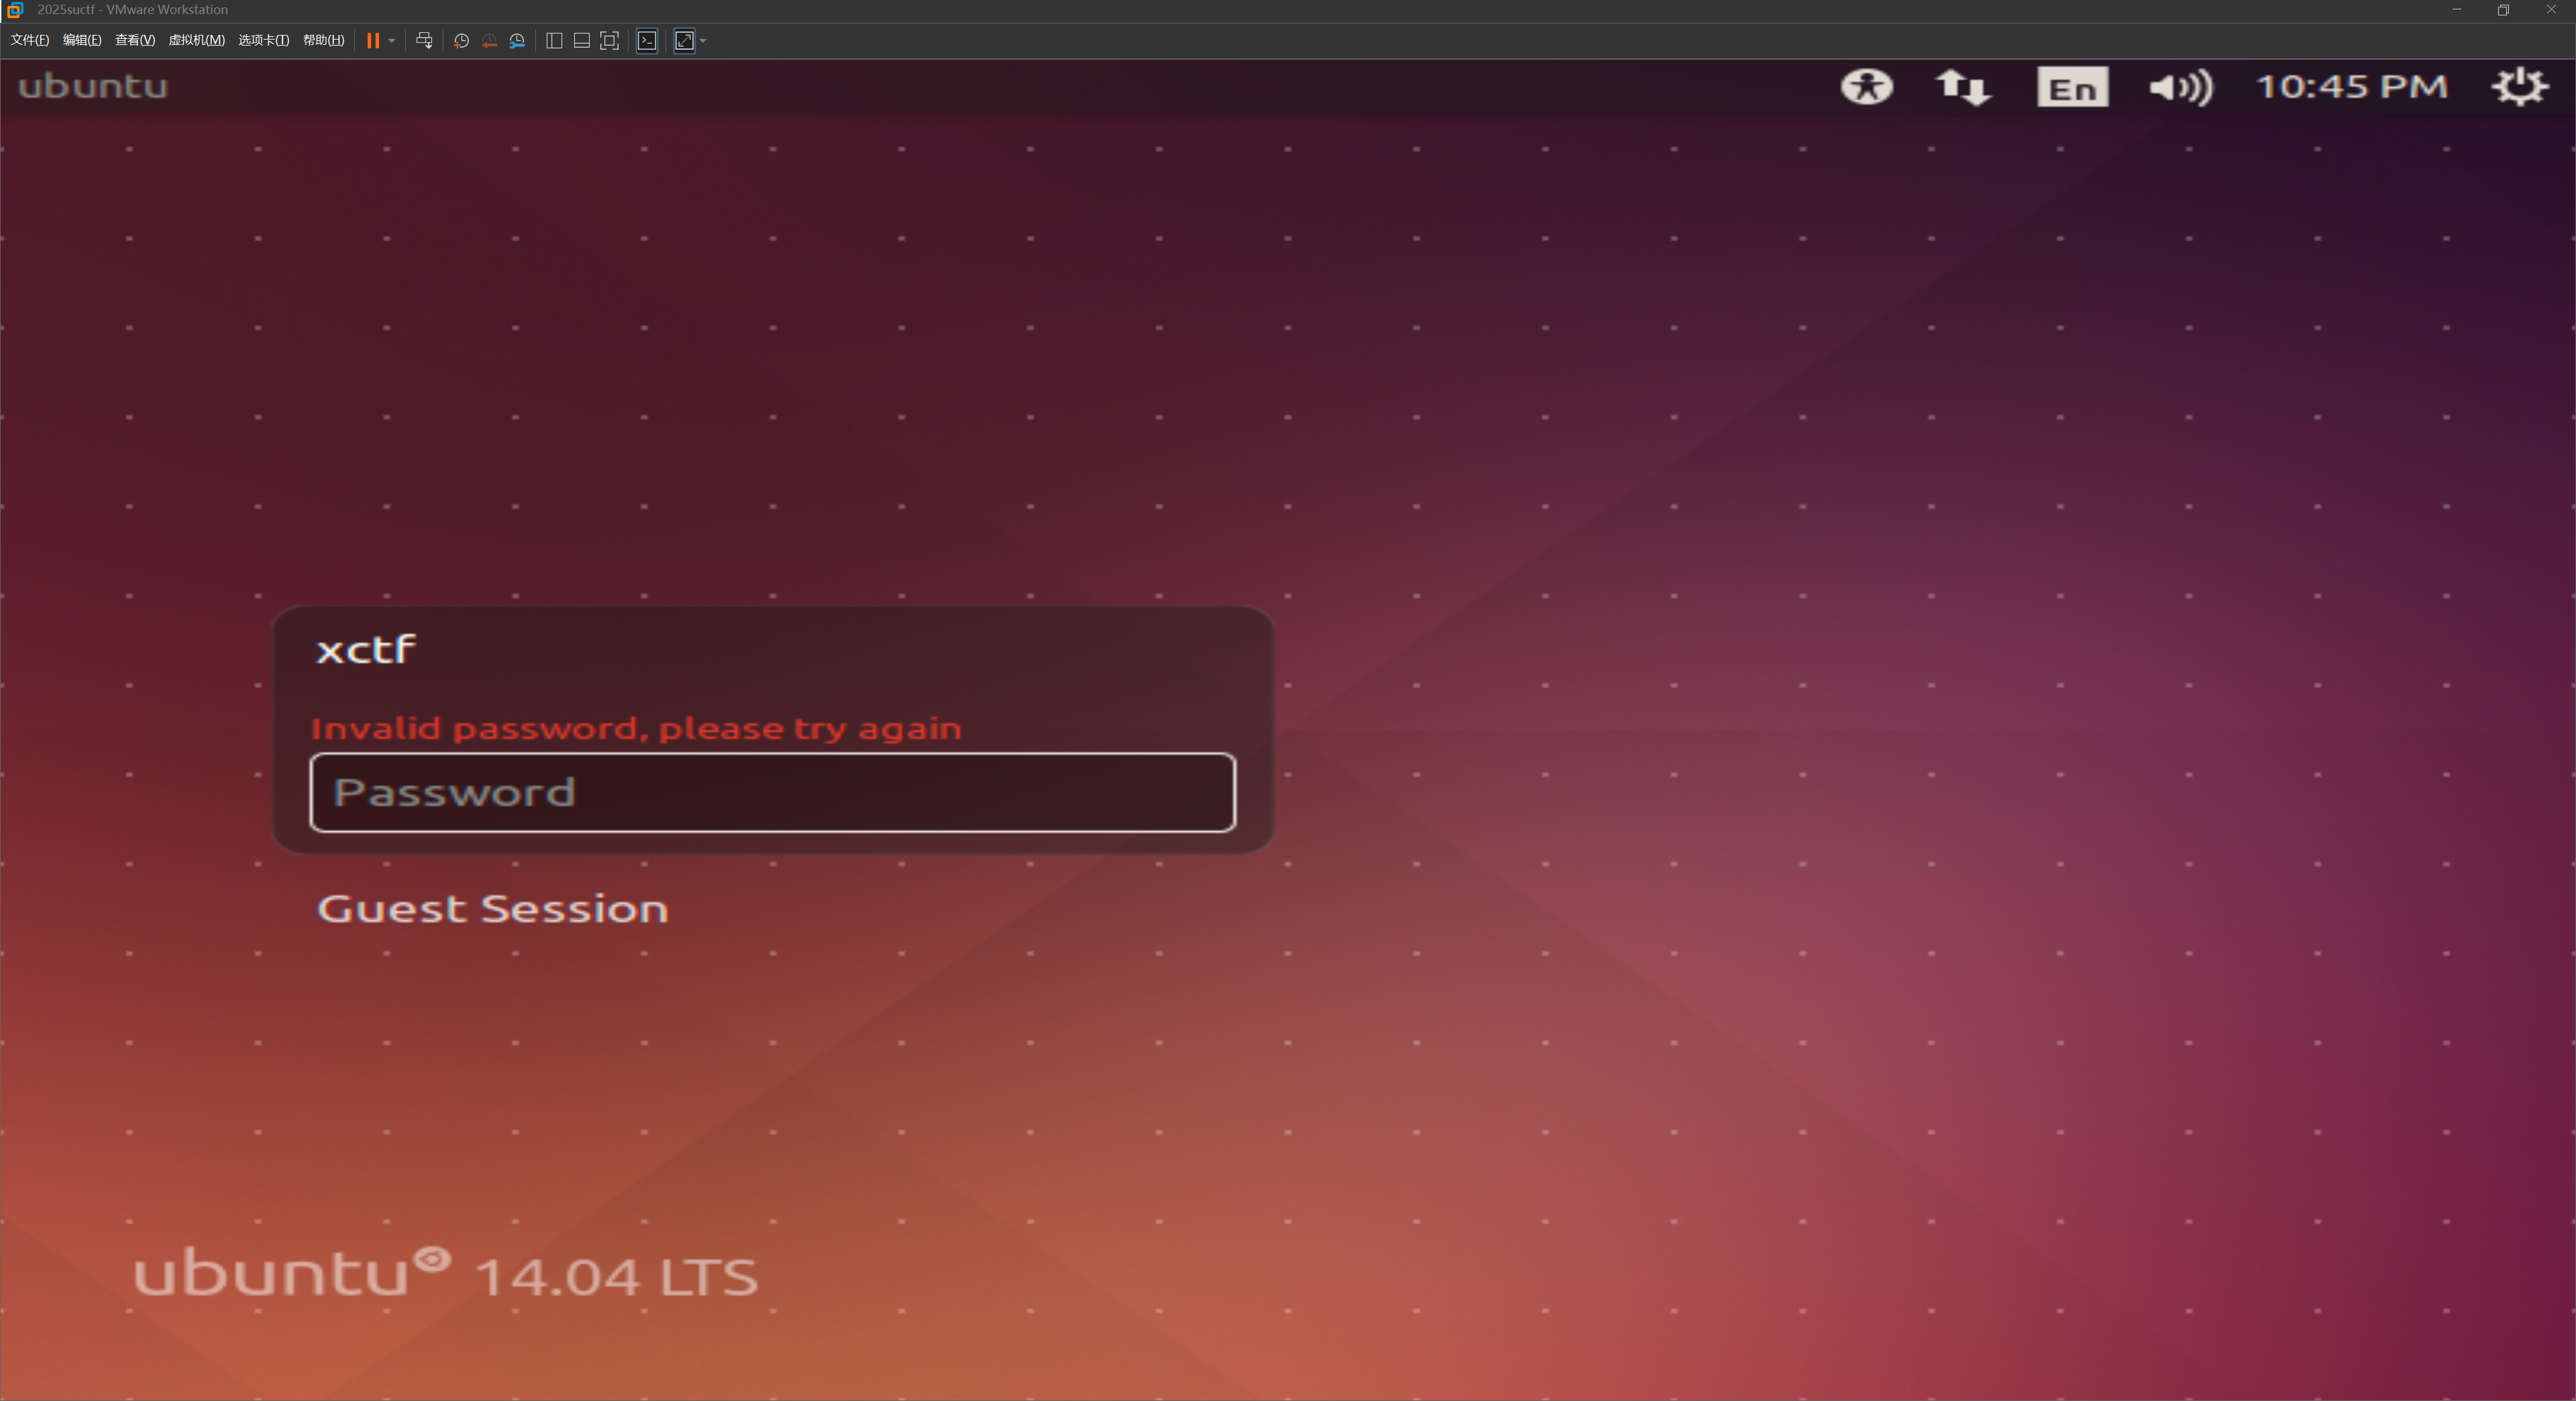 2025suctf - VMware Workstation
文件(F) 编辑(E) 查看(V) 虚拟机(M) 选项卡(T) 帮助(H)
ubuntu En 10:45 PM
xctf
Invalid password, please try again
Password
Guest Session
ubuntu 14.04 LTS